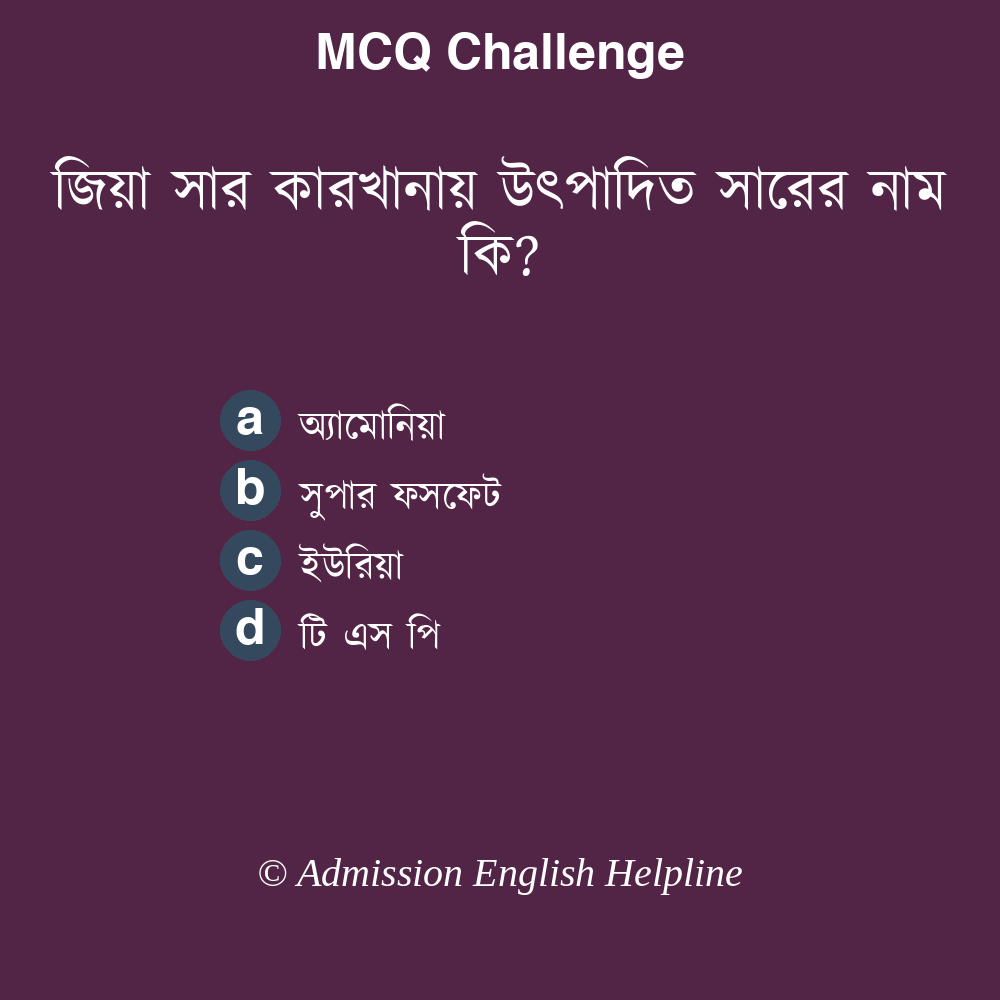 MCQ Challenge
জিয়া সার কারখানায় উৎপাদিত সারের নাম
কি?
a অ্যামোনিয়া
b সুপার ফসফেট
c ইউরিয়া
d টি এস পি
© Admission English Helpline